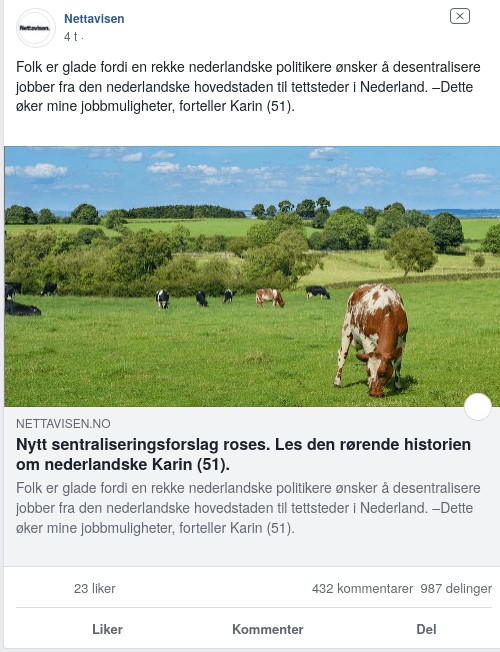 Nettavisen.
Nettavisen
4 t ·
Folk er glade fordi en rekke nederlandske politikere ønsker å desentralisere
jobber fra den nederlandske hovedstaden til tettsteder i Nederland. –Dette
øker mine jobbmuligheter, forteller Karin (51).
NETTAVISEN.NO
Nytt sentraliseringsforslag roses. Les den rørende historien
om nederlandske Karin (51).
Folk er glade fordi en rekke nederlandske politikere ønsker å desentralisere
jobber fra den nederlandske hovedstaden til tettsteder i Nederland. –Dette
øker mine jobbmuligheter, forteller Karin (51).
23 liker 432 kommentarer 987 delinger
Liker Kommenter Del